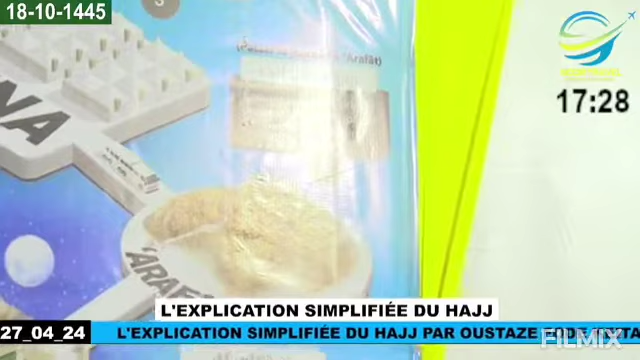 18-10-1445
17:28
NA
'ARAF
L'EXPLICATION SIMPLIFIÉE DU HAJJ
27_04_24
L'EXPLICATION SIMPLIFIÉE DU HAJJ PAR OUSTAZE
FILMIX